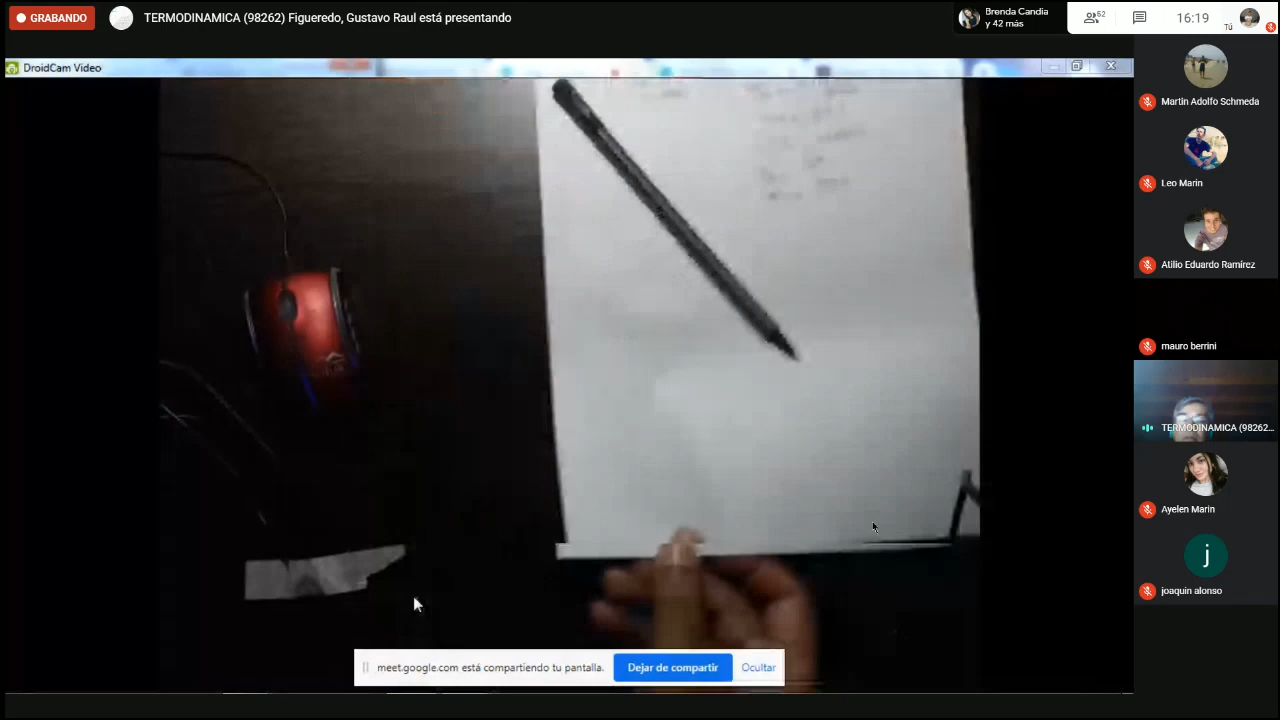 GRABANDO
TERMODINAMICA (98262) Figueredo, Gustavo Raul está presentando
Brenda Candia
y 42 más
52
16:19
Tú
DroidCam Video
Martin Adolfo Schmeda
Leo Marin
Atilio Eduardo Ramírez
mauro berrini
TERMODINAMICA (98262...
Ayelen Marin
j
joaquin alonso
meet.google.com está compartiendo tu pantalla.
Dejar de compartir
Ocultar